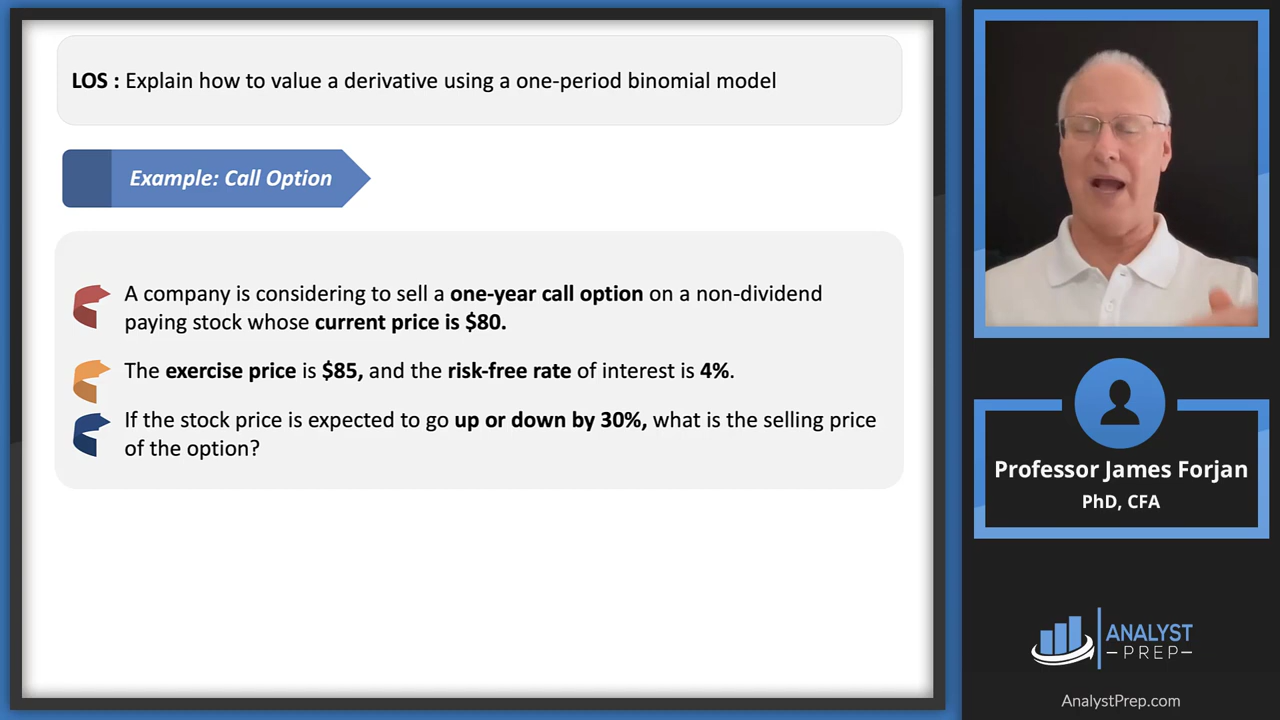 LOS : Explain how to value a derivative using a one-period binomial model
Example: Call Option
A company is considering to sell a one-year call option on a non-dividend
paying stock whose current price is $80.
The exercise price is $85, and the risk-free rate of interest is 4%.
If the stock price is expected to go up or down by 30%, what is the selling price
of the option?
Professor James Forjan
PhD, CFA
ANALYST
PREP
AnalystPrep.com